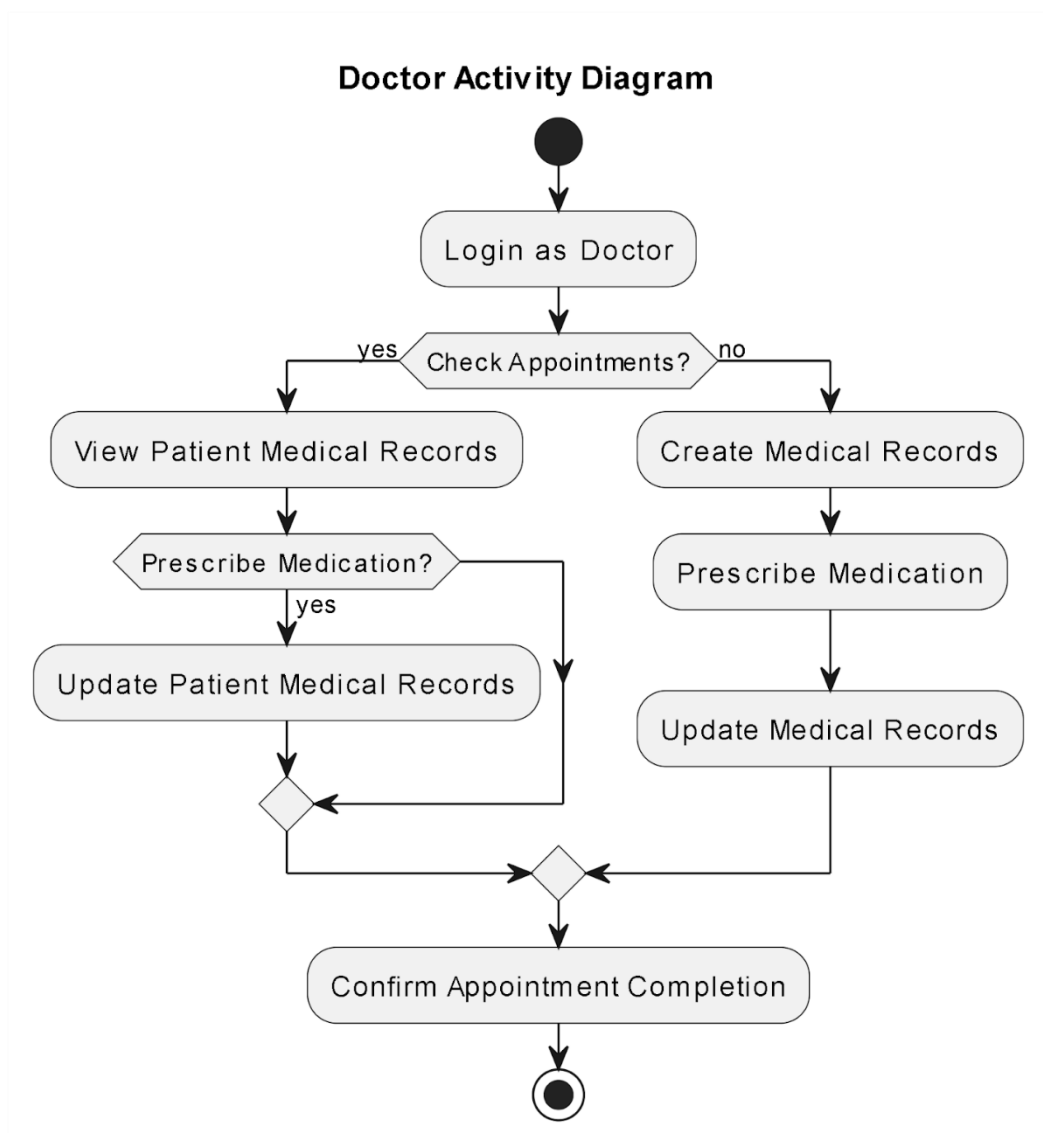 Doctor Activity Diagram
Login as Doctor
yes
Check Appointments?
no
View Patient Medical Records
Create Medical Records
Prescribe Medication?
yes
Prescribe Medication
Update Patient Medical Records
Update Medical Records
Confirm Appointment Completion